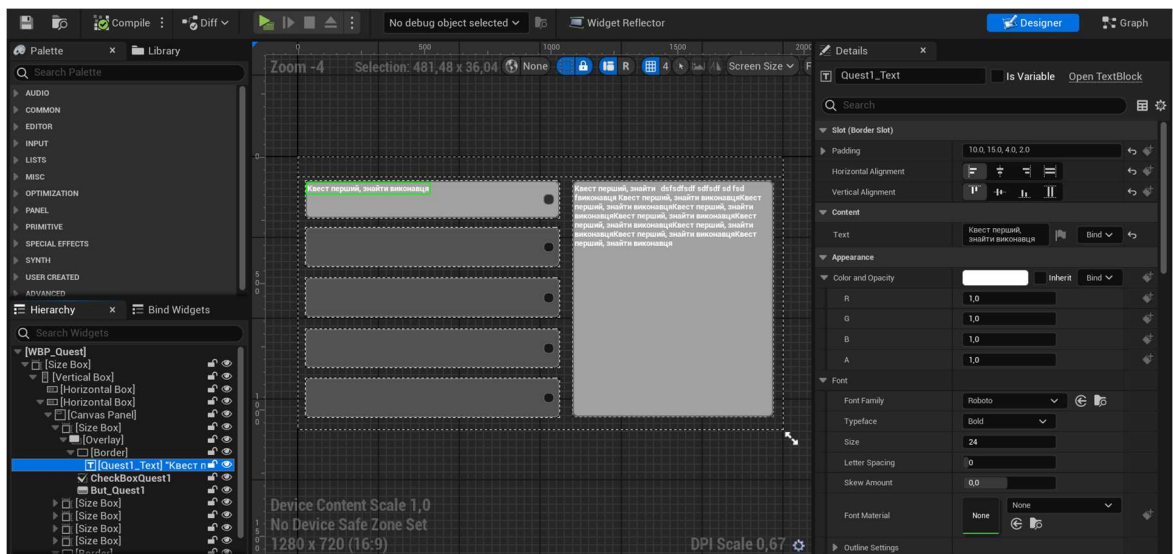 Compile
Diff
No debug object selected
Widget Reflector
Designer
Graph
Palette
Library
Search Palette
AUDIO
COMMON
EDITOR
INPUT
LISTS
MISC
OPTIMIZATION
PANEL
PRIMITIVE
SPECIAL EFFECTS
SYNTH
USER CREATED
ADVANCED
Hierarchy
Bind Widgets
Search Widgets
[WBP_Quest]
[Size Box]
[Vertical Box]
[Horizontal Box]
[Horizontal Box]
[Canvas Panel]
[Size Box]
[Overlay]
[Border]
[Quest1_Text] "Квест п
CheckBoxQuest1
But_Quest1
[Size Box]
[Size Box]
[Size Box]
[Size Box]
[Border]
0 500 1000 1500 2000
Zoom -4
Selection: 481,48 x 36,04
None
R
4
Screen Size
F
0
500
1000
Квест перший, знайти виконавця
Квест перший, знайти dsfsdfsdf sdfsdf sd fsd
fвиконавця Квест перший, знайти виконавцяКвест
перший, знайти виконавцяКвест перший, знайти
виконавцяКвест перший, знайти виконавцяКвест
перший, знайти виконавцяКвест перший, знайти
виконавцяКвест перший, знайти виконавцяКвест
перший, знайти виконавця
Device Content Scale 1,0
No Device Safe Zone Set
1280 x 720 (16:9)
DPI Scale 0,67
Details
Quest1_Text
Is Variable
Open TextBlock
Search
Slot (Border Slot)
Padding
10.0, 15.0, 4.0, 2.0
Horizontal Alignment
Vertical Alignment
Content
Text
Квест перший,
знайти виконавця
Bind
Appearance
Color and Opacity
Inherit
Bind
R
1,0
G
1,0
B
1,0
A
1,0
Font
Font Family
Roboto
Typeface
Bold
Size
24
Letter Spacing
0
Skew Amount
0,0
Font Material
None
None
Outline Settings